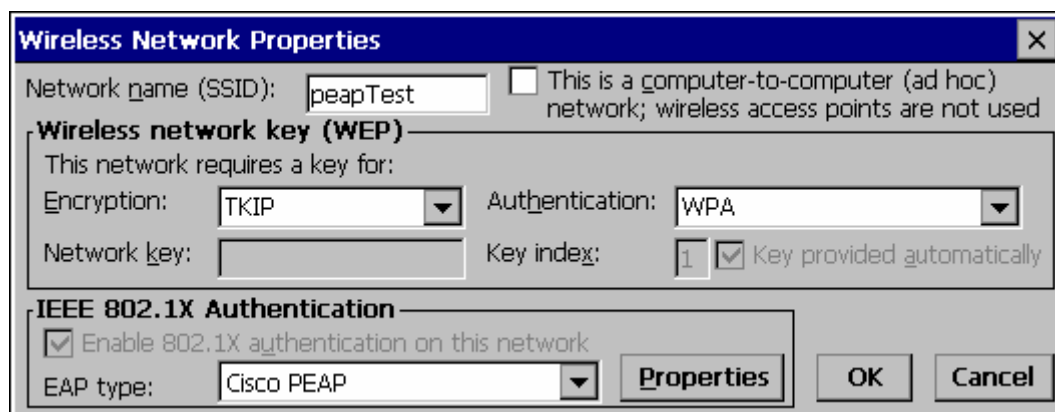 Wireless Network Properties
Network name (SSID): peapTest
This is a computer-to-computer (ad hoc)
network; wireless access points are not used
Wireless network key (WEP)
This network requires a key for:
Encryption: TKIP Authentication: WPA
Network key: Key index: 1 Key provided automatically
IEEE 802.1X Authentication
Enable 802.1X authentication on this network
EAP type: Cisco PEAP Properties OK Cancel